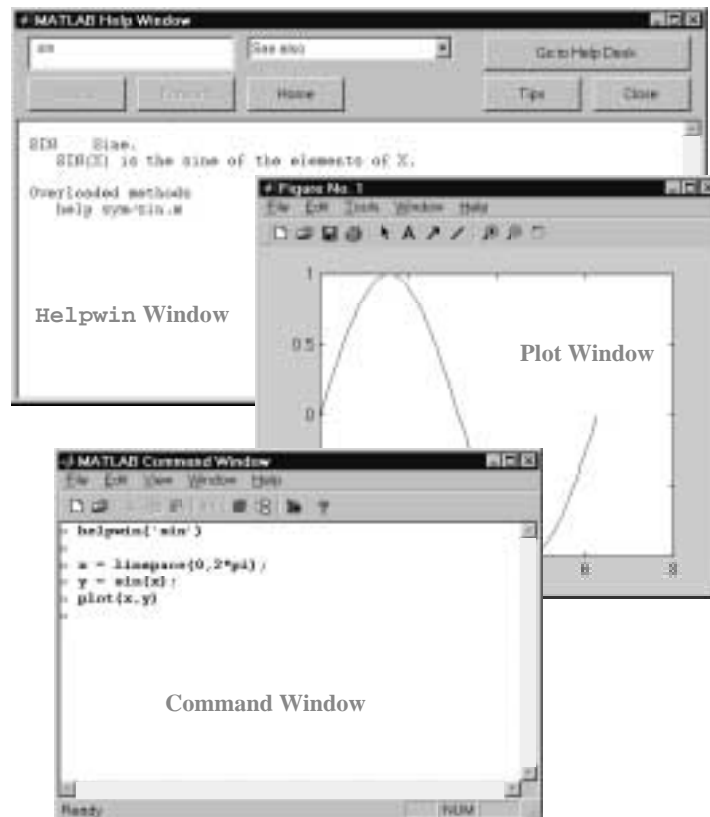 MATLAB Help Window
sin
See also
Go to Help Desk
Home
Tips
Close
SIN Sine.
SIN(X) is the sine of the elements of X.
Overloaded methods
help sym/sin.m
Helpwin Window
Figure No. 1
File Edit Tools Window Help
1
0.5
0
6
8
Plot Window
MATLAB Command Window
File Edit View Window Help
» helpwin('sin')
»
» x = linspace(0,2*pi);
» y = sin(x);
» plot(x,y)
»
Command Window
Ready
NUM